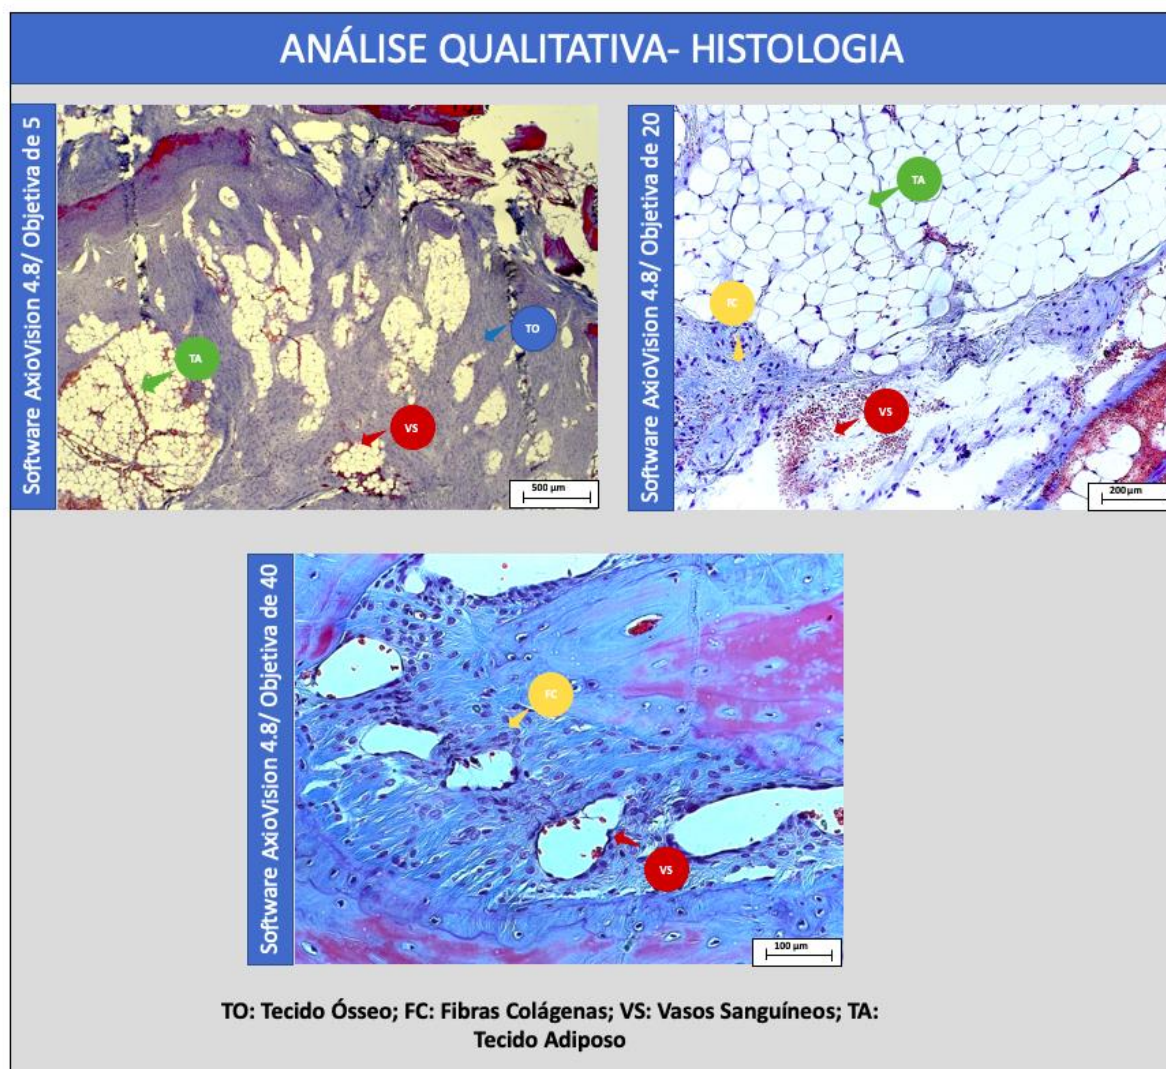 ANÁLISE QUALITATIVA- HISTOLOGIA
Software AxioVision 4.8/ Objetiva de 5
TA
TO
VS
500 µm
Software AxioVision 4.8/ Objetiva de 20
TA
FC
VS
200µm
Software AxioVision 4.8/ Objetiva de 40
FC
VS
100 µm
TO: Tecido Ósseo; FC: Fibras Colágenas; VS: Vasos Sanguíneos; TA:
Tecido Adiposo